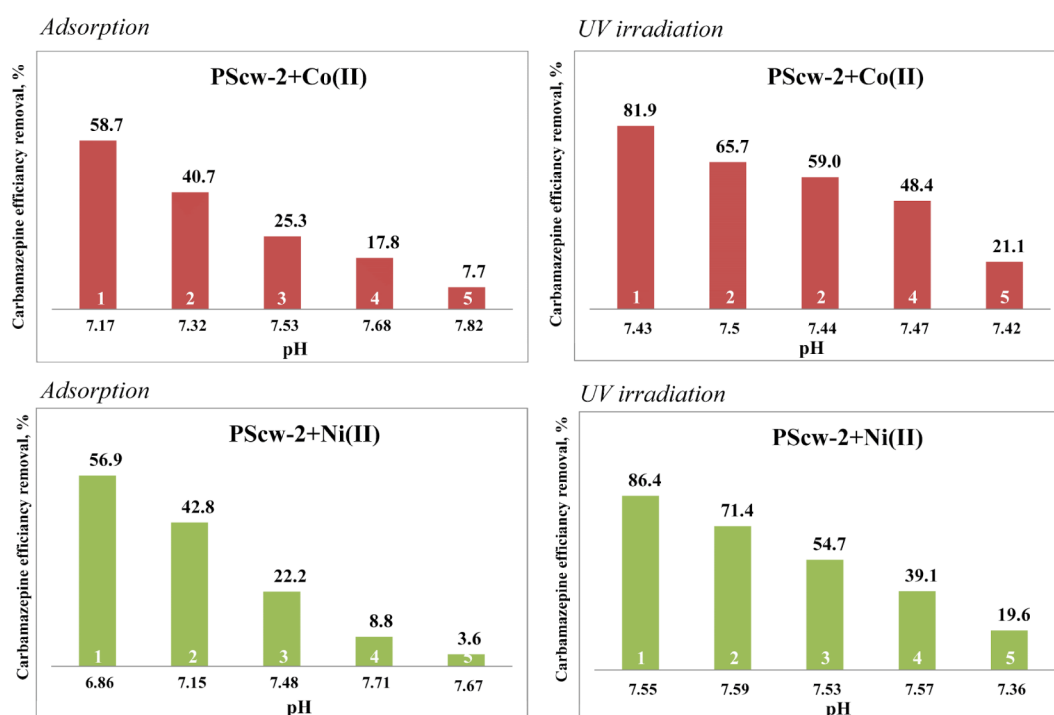 Adsorption
PScw-2+Co(II)
Carbamazepine efficiancy removal, %
58.7
40.7
25.3
17.8
7.7
1 2 3 4 5
7.17 7.32 7.53 7.68 7.82
pH
UV irradiation
PScw-2+Co(II)
Carbamazepine efficiancy removal, %
81.9
65.7
59.0
48.4
21.1
1 2 2 4 5
7.43 7.5 7.44 7.47 7.42
pH
Adsorption
PScw-2+Ni(II)
Carbamazepine efficiancy removal, %
56.9
42.8
22.2
8.8
3.6
1 2 3 4 5
6.86 7.15 7.48 7.71 7.67
pH
UV irradiation
PScw-2+Ni(II)
Carbamazepine efficiancy removal, %
86.4
71.4
54.7
39.1
19.6
1 2 3 4 5
7.55 7.59 7.53 7.57 7.36
pH